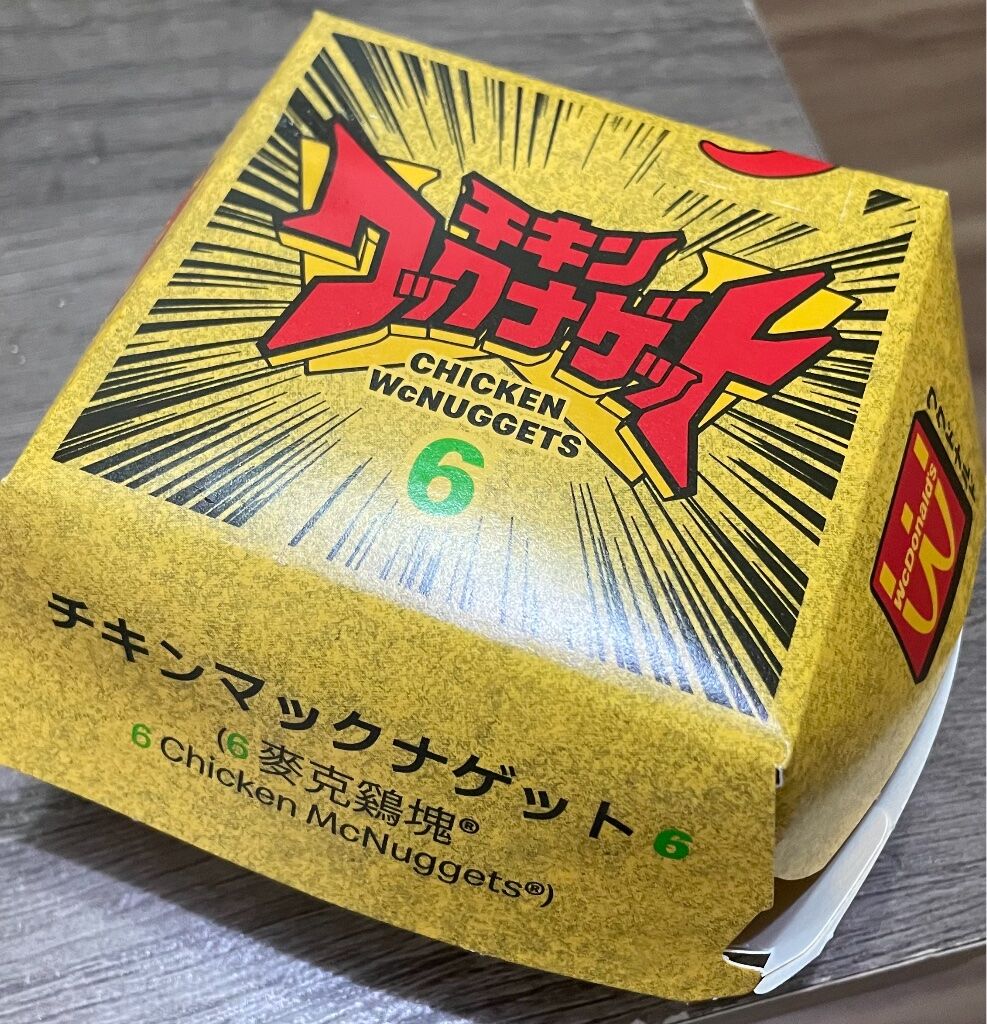 チキン
ワックナゲット
CHICKEN
WcNUGGETS
6
WcDonald's
チキンマックナゲット 6
(6 麥克鷄塊®
6 Chicken McNuggets®)